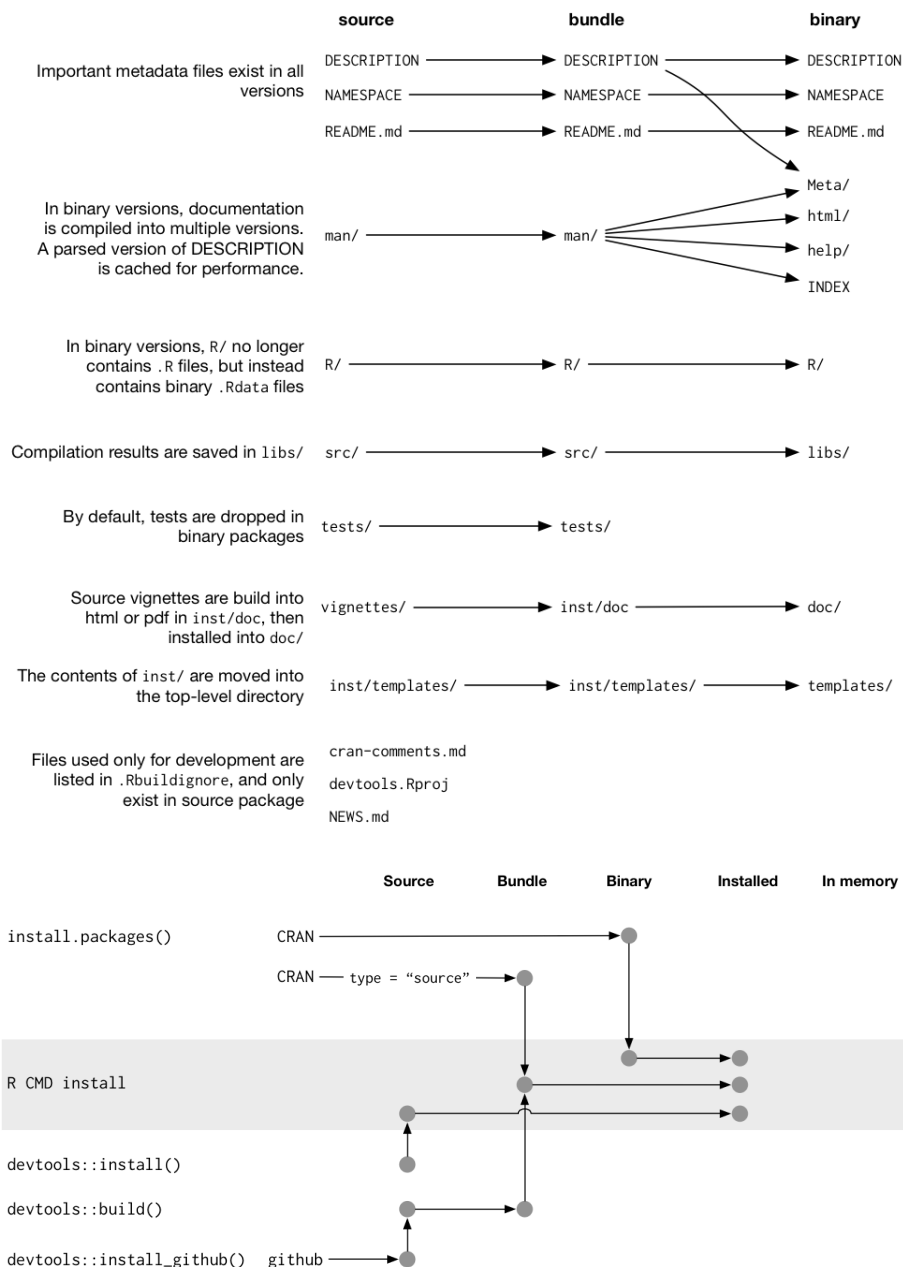 source bundle binary
Important metadata files exist in all
versions
DESCRIPTION DESCRIPTION DESCRIPTION
NAMESPACE NAMESPACE NAMESPACE
README.md README.md README.md
In binary versions, documentation
is compiled into multiple versions.
A parsed version of DESCRIPTION
is cached for performance.
man/ man/
Meta/
html/
help/
INDEX
In binary versions, R/ no longer
contains .R files, but instead
contains binary .Rdata files
R/ R/ R/
Compilation results are saved in libs/ src/ src/ libs/
By default, tests are dropped in
binary packages
tests/ tests/
Source vignettes are build into
html or pdf in inst/doc, then
installed into doc/
vignettes/ inst/doc doc/
The contents of inst/ are moved into
the top-level directory
inst/templates/ inst/templates/ templates/
Files used only for development are
listed in .Rbuildignore, and only
exist in source package
cran-comments.md
devtools.Rproj
NEWS.md
Source Bundle Binary Installed In memory
install.packages() CRAN
CRAN type = “source”
R CMD install
devtools::install()
devtools::build()
devtools::install_github() github